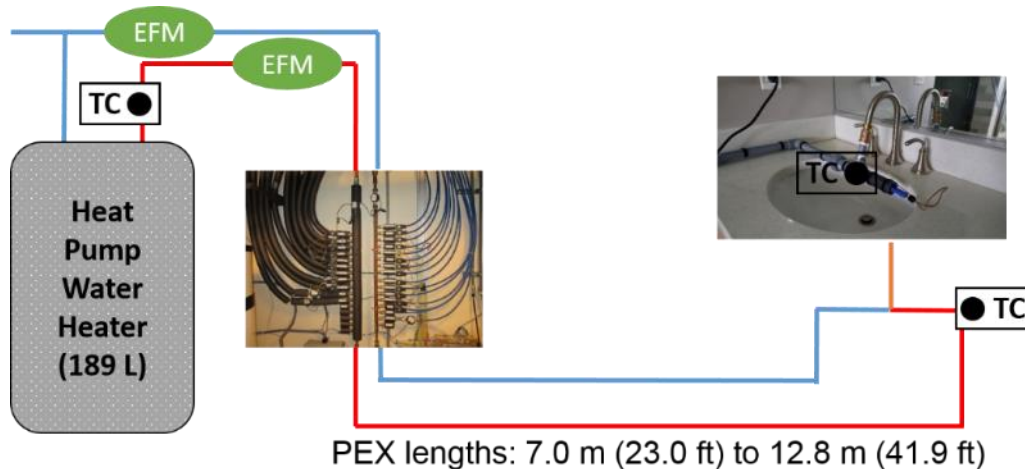 EFM
EFM
TC
TC
TC
Heat
Pump
Water
Heater
(189 L)
PEX lengths: 7.0 m (23.0 ft) to 12.8 m (41.9 ft)